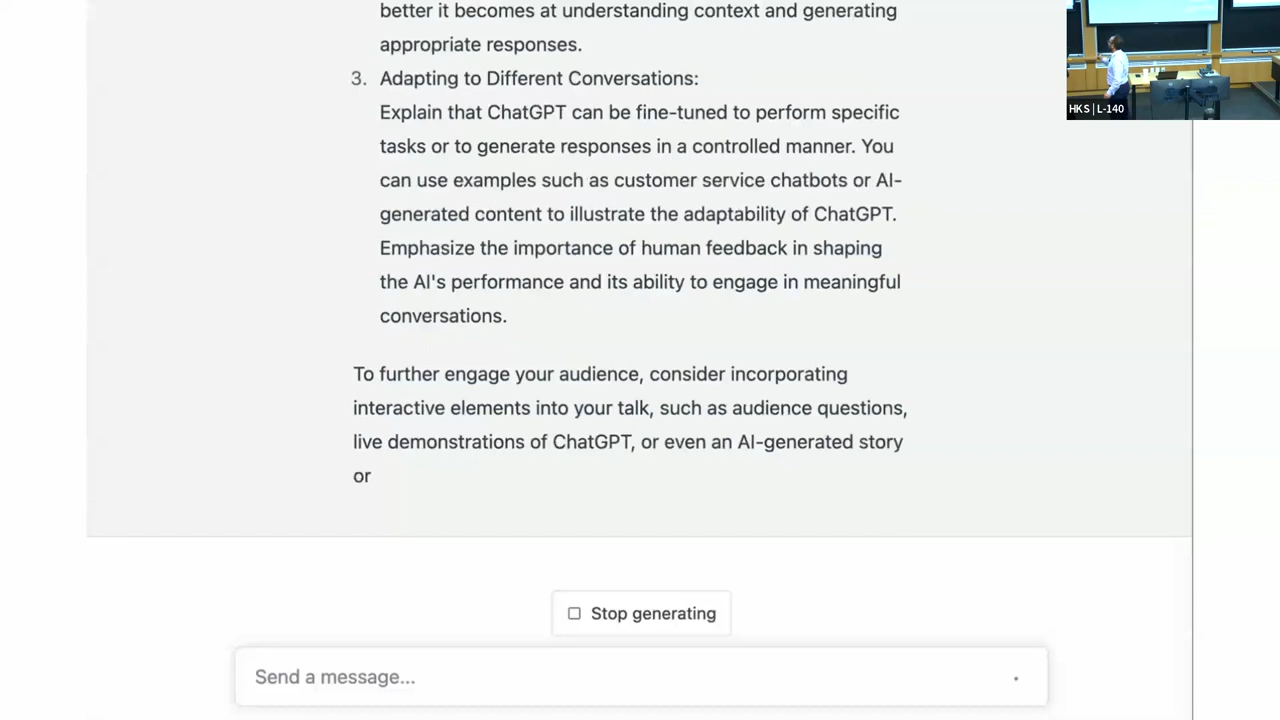 better it becomes at understanding context and generating
appropriate responses.
3. Adapting to Different Conversations:
Explain that ChatGPT can be fine-tuned to perform specific
tasks or to generate responses in a controlled manner. You
can use examples such as customer service chatbots or AI-
generated content to illustrate the adaptability of ChatGPT.
Emphasize the importance of human feedback in shaping
the AI's performance and its ability to engage in meaningful
conversations.
To further engage your audience, consider incorporating
interactive elements into your talk, such as audience questions,
live demonstrations of ChatGPT, or even an AI-generated story
or
Stop generating
Send a message...
HKS | L-140